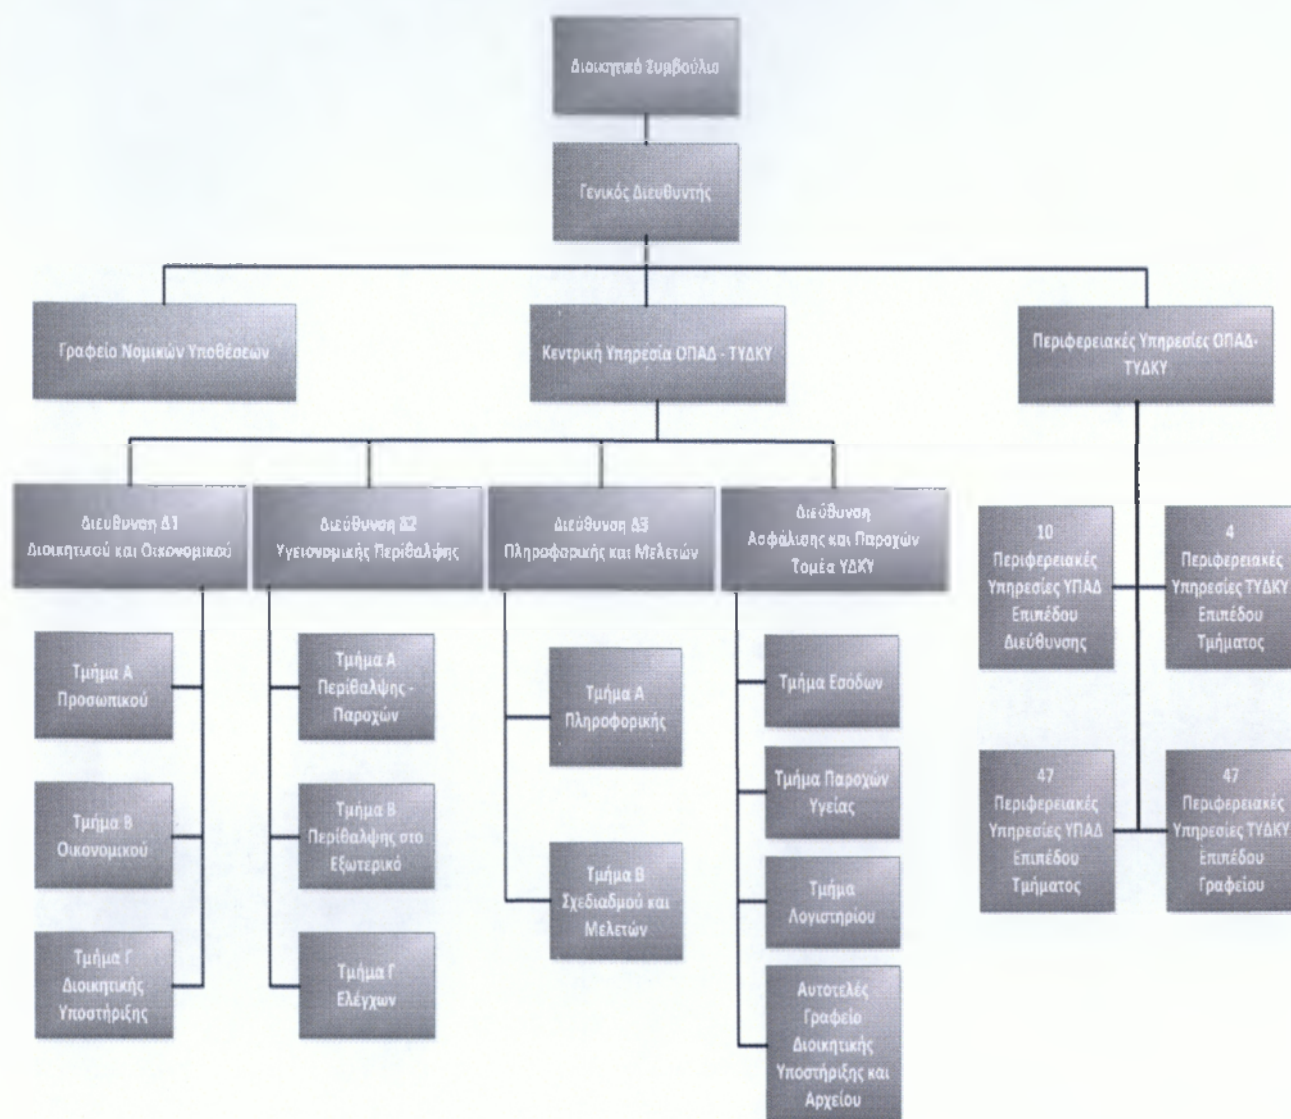 Διοικητικό Συμβούλιο
Γενικός Διευθυντής
Γραφείο Νομικών Υποθέσεων
Κεντρική Υπηρεσία ΟΠΑΔ - ΤΥΔΚΥ
Περιφερειακές Υπηρεσίες ΟΠΑΔ-
ΤΥΔΚΥ
Διεύθυνση Δ1
Διοικητικού και Οικονομικού
Διεύθυνση Δ2
Υγειονομικής Περίθαλψης
Διεύθυνση Δ3
Πληροφορικής και Μελετών
Διεύθυνση
Ασφάλισης και Παροχών
Τομέα ΥΔΚΥ
10
Περιφερειακές
Υπηρεσίες ΥΠΑΔ
Επιπέδου
Διεύθυνσης
4
Περιφερειακές
Υπηρεσίες ΤΥΔΚΥ
Επιπέδου
Τμήματος
Τμήμα Α
Προσωπικού
Τμήμα Α
Περίθαλψης -
Παροχών
Τμήμα Α
Πληροφορικής
Τμήμα Εσόδων
Τμήμα Παροχών
Υγείας
47
Περιφερειακές
Υπηρεσίες ΥΠΑΔ
Επιπέδου
Τμήματος
47
Περιφερειακές
Υπηρεσίες ΤΥΔΚΥ
Επιπέδου
Γραφείου
Τμήμα Β
Οικονομικού
Τμήμα Β
Περίθαλψης στο
Εξωτερικό
Τμήμα Β
Σχεδιαδμού και
Μελετών
Τμήμα
Λογιστηρίου
Τμήμα Γ
Διοικητικής
Υποστήριξης
Τμήμα Γ
Ελέγχων
Αυτοτελές
Γραφείο
Διοικητικής
Υποστήριξης και
Αρχείου